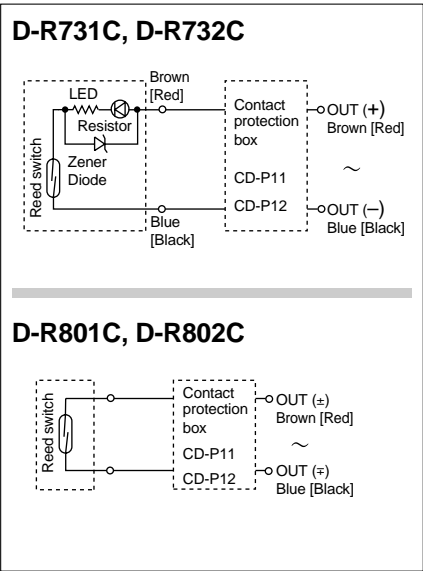 D-R731C, D-R732C
Brown
[Red]
LED
Resistor
Zener
Diode
Reed switch
Blue
[Black]
Contact
protection
box
CD-P11
CD-P12
OUT (+)
Brown [Red]
～
OUT (−)
Blue [Black]
D-R801C, D-R802C
Reed switch
Contact
protection
box
CD-P11
CD-P12
OUT (±)
Brown [Red]
～
OUT (∓)
Blue [Black]